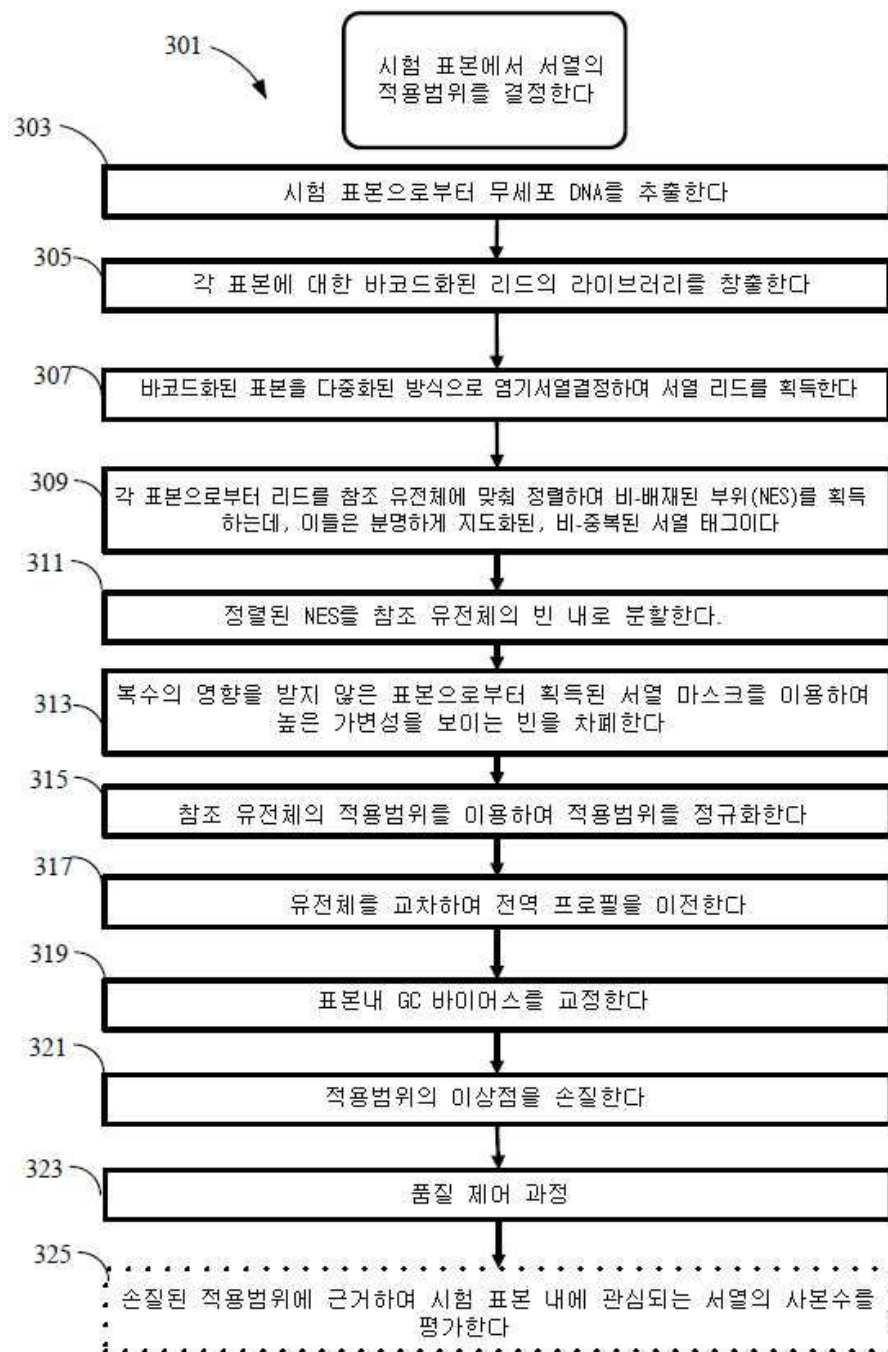 301
시험 표본에서 서열의
적용범위를 결정한다
303
시험 표본으로부터 무세포 DNA를 추출한다
305
각 표본에 대한 바코드화된 리드의 라이브러리를 창출한다
307
바코드화된 표본을 다중화된 방식으로 염기서열결정하여 서열 리드를 획득한다
309
각 표본으로부터 리드를 참조 유전체에 맞춰 정렬하여 비-배재된 부위(NES)를 획득
하는데, 이들은 분명하게 지도화된, 비-중복된 서열 태그이다
311
정렬된 NES를 참조 유전체의 빈 내로 분할한다.
313
복수의 영향을 받지 않은 표본으로부터 획득된 서열 마스크를 이용하여
높은 가변성을 보이는 빈을 차폐한다
315
참조 유전체의 적용범위를 이용하여 적용범위를 정규화한다
317
유전체를 교차하여 전역 프로필을 이전한다
319
표본내 GC 바이어스를 교정한다
321
적용범위의 이상점을 손질한다
323
품질 제어 과정
325
손질된 적용범위에 근거하여 시험 표본 내에 관심되는 서열의 사본수를
평가한다